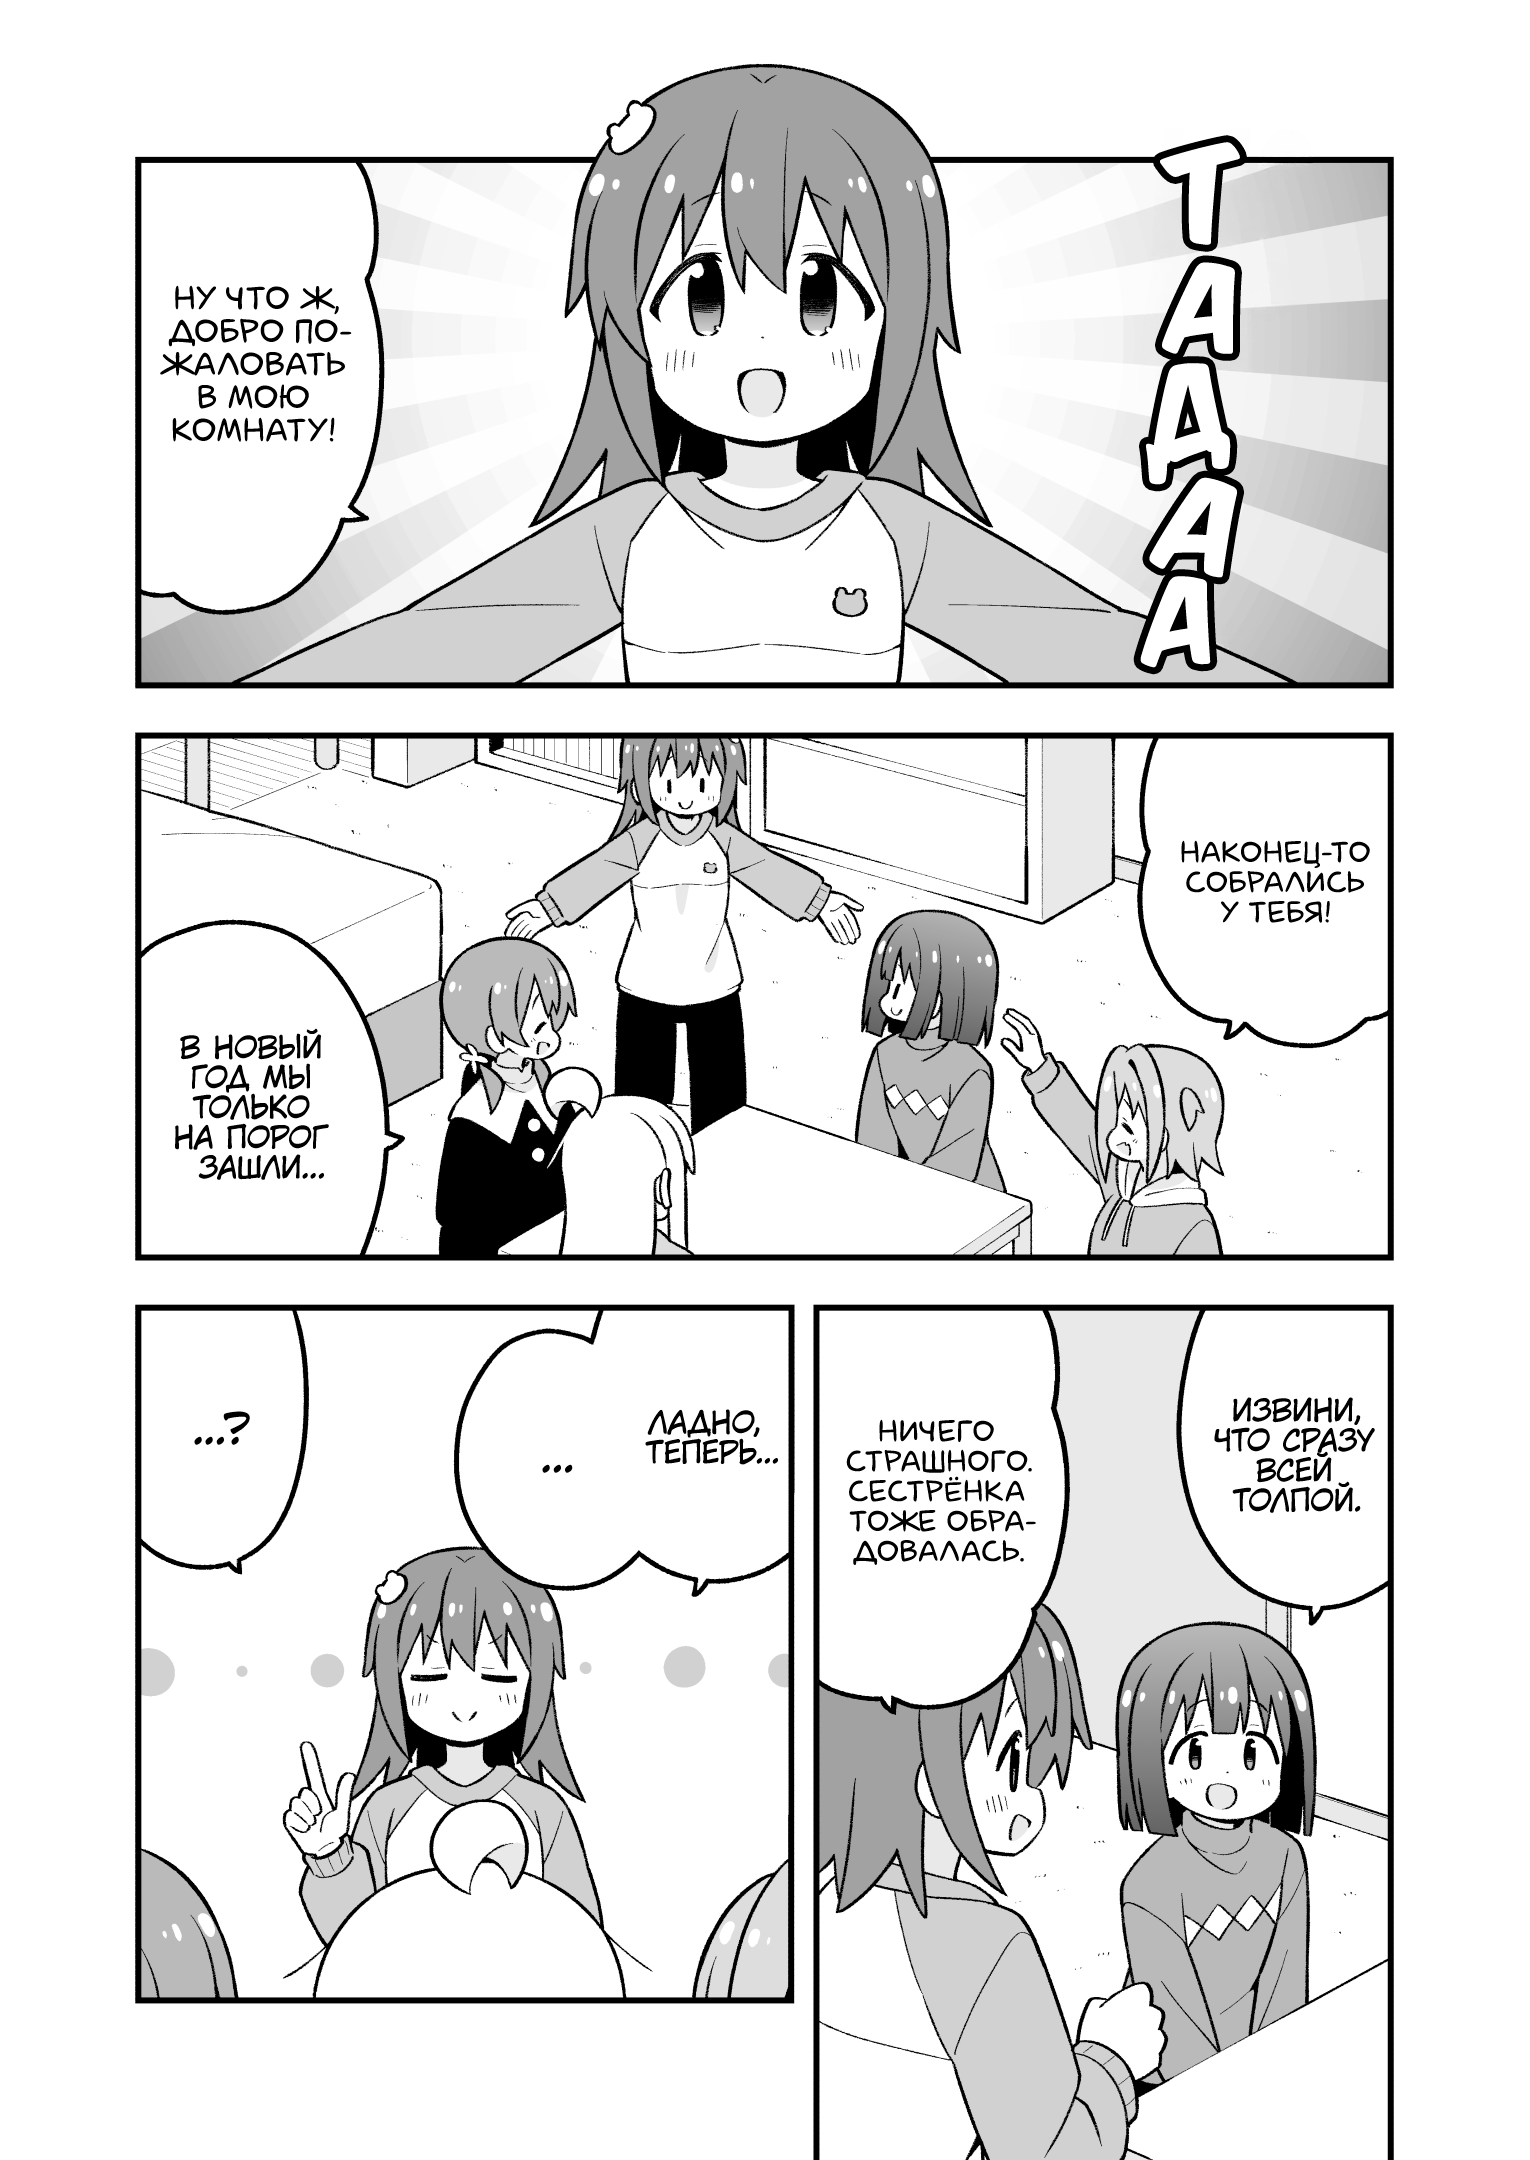 ТАДААА
НУ ЧТО Ж,
ДОБРО ПО-
ЖАЛОВАТЬ
В МОЮ
КОМНАТУ!
НАКОНЕЦ-ТО
СОБРАЛИСЬ
У ТЕБЯ!
В НОВЫЙ
ГОД МЫ
ТОЛЬКО
НА ПОРОГ
ЗАШЛИ...
ИЗВИНИ,
ЧТО СРАЗУ
ВСЕЙ
ТОЛПОЙ.
НИЧЕГО
СТРАШНОГО.
СЕСТРЁНКА
ТОЖЕ ОБРА-
ДОВАЛАСЬ.
ЛАДНО,
ТЕПЕРЬ...
...
...?